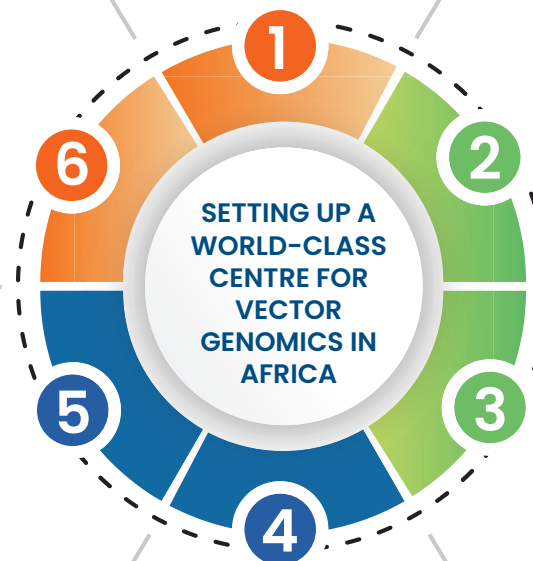 1
2
3
4
5
6
SETTING UP A
WORLD-CLASS
CENTRE FOR
VECTOR
GENOMICS IN
AFRICA